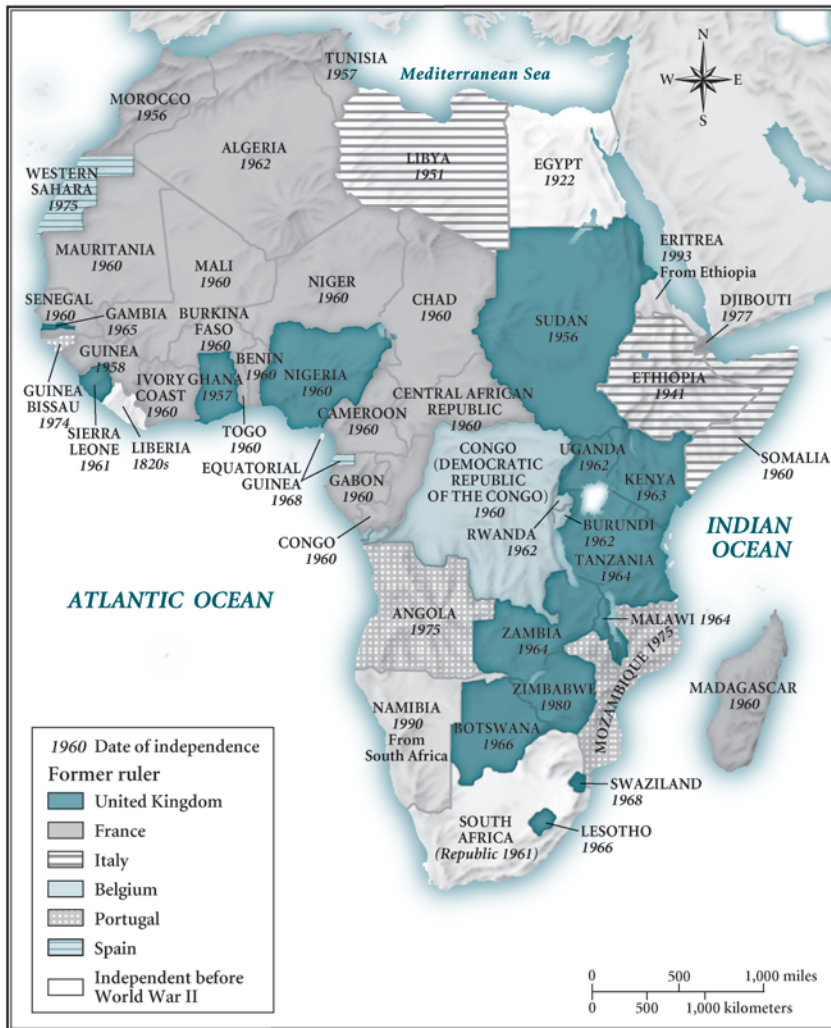 N
W
E
S
Mediterranean Sea
TUNISIA
1957
MOROCCO
1956
ALGERIA
1962
LIBYA
1951
EGYPT
1922
WESTERN
SAHARA
1975
MAURITANIA
1960
MALI
1960
NIGER
1960
CHAD
1960
SUDAN
1956
ERITREA
1993
From Ethiopia
DJIBOUTI
1977
SENEGAL
1960
GAMBIA
1965
BURKINA
FASO
1960
GUINEA
1958
GUINEA
BISSAU
1974
SIERRA
LEONE
1961
LIBERIA
1820s
IVORY
COAST
1960
GHANA
1957
TOGO
1960
BENIN
1960
NIGERIA
1960
CAMEROON
1960
CENTRAL AFRICAN
REPUBLIC
1960
ETHIOPIA
1941
SOMALIA
1960
EQUATORIAL
GUINEA
1968
GABON
1960
CONGO
1960
CONGO
(DEMOCRATIC
REPUBLIC
OF THE CONGO)
1960
UGANDA
1962
KENYA
1963
RWANDA
1962
BURUNDI
1962
TANZANIA
1964
INDIAN
OCEAN
ATLANTIC OCEAN
ANGOLA
1975
ZAMBIA
1964
MALAWI 1964
MOZAMBIQUE 1975
ZIMBABWE
1980
MADAGASCAR
1960
NAMIBIA
1990
From
South Africa
BOTSWANA
1966
SWAZILAND
1968
SOUTH
AFRICA
(Republic 1961)
LESOTHO
1966
1960 Date of independence
Former ruler
United Kingdom
France
Italy
Belgium
Portugal
Spain
Independent before
World War II
0 500 1,000 miles
0 500 1,000 kilometers